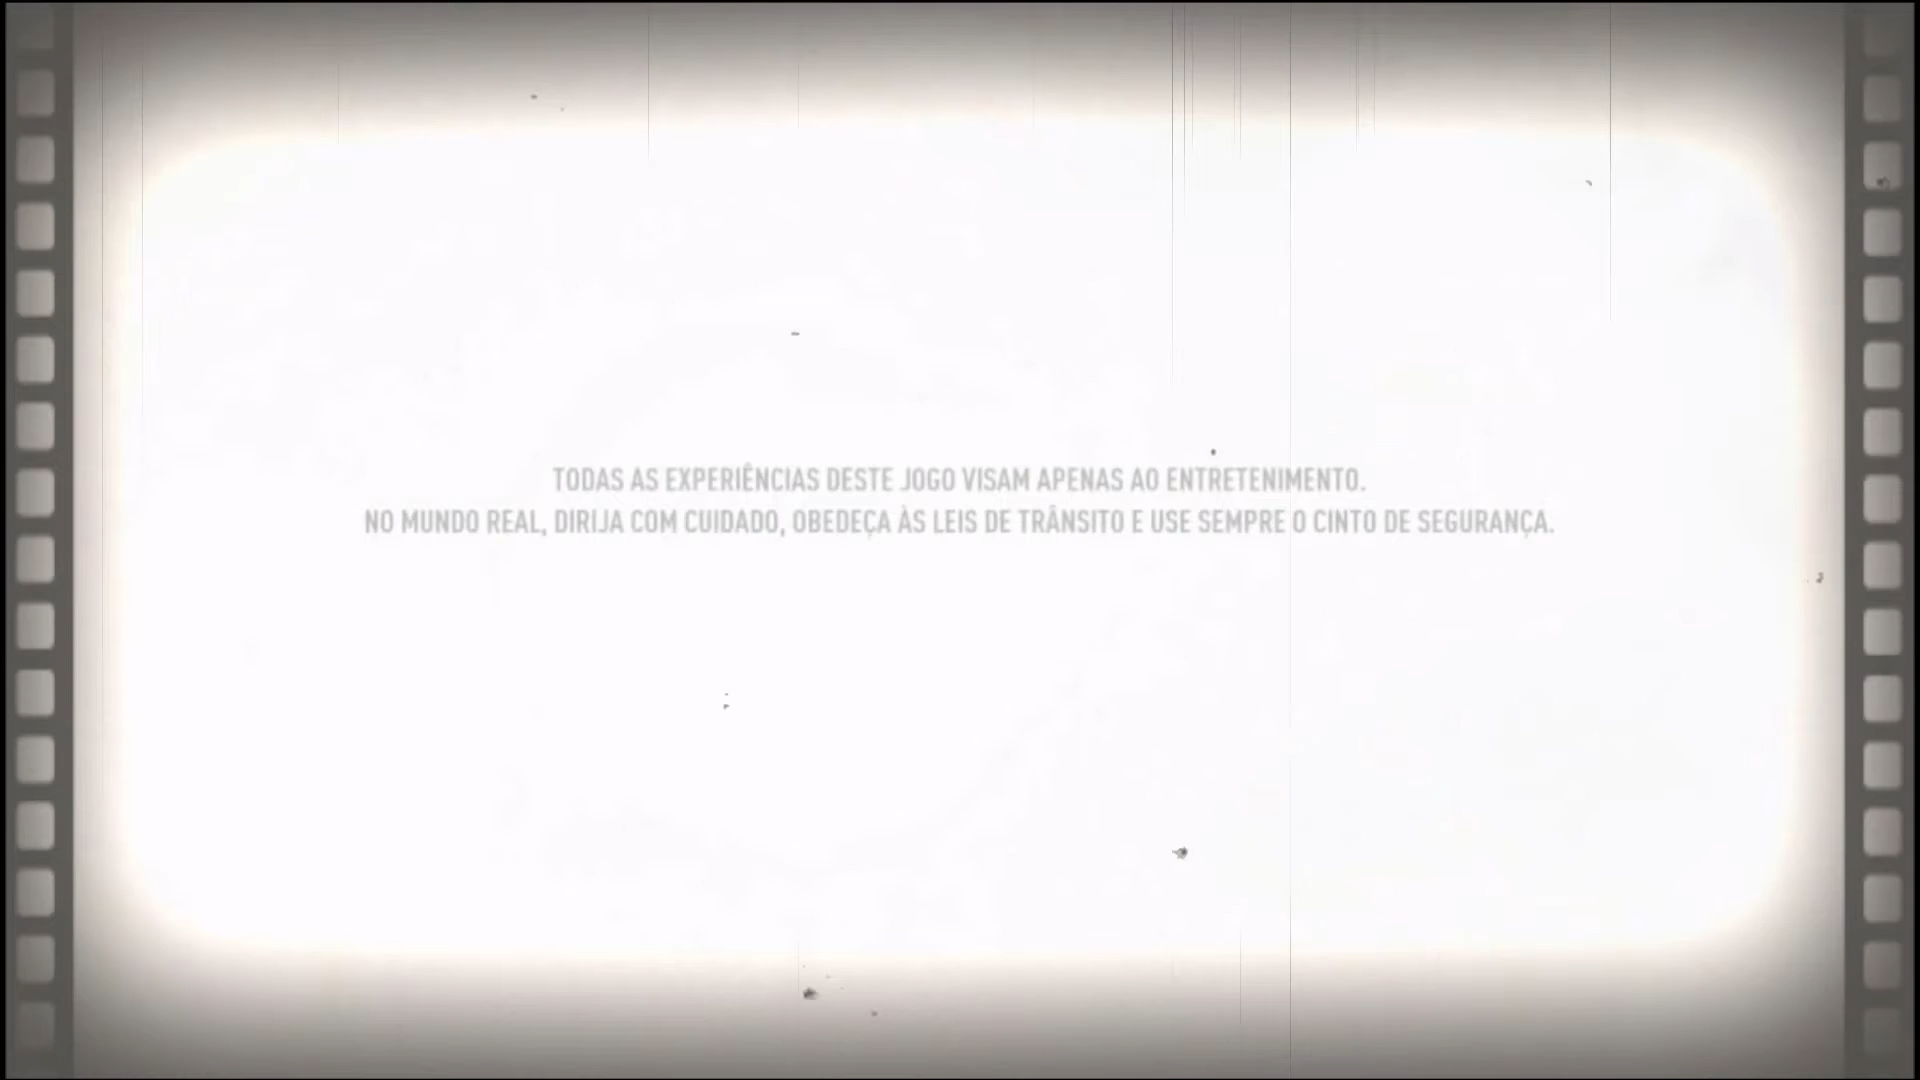 TODAS AS EXPERIÊNCIAS DESTE JOGO VISAM APENAS AO ENTRETENIMENTO.
NO MUNDO REAL, DIRIJA COM CUIDADO, OBEDEÇA ÀS LEIS DE TRÂNSITO E USE SEMPRE O CINTO DE SEGURANÇA.